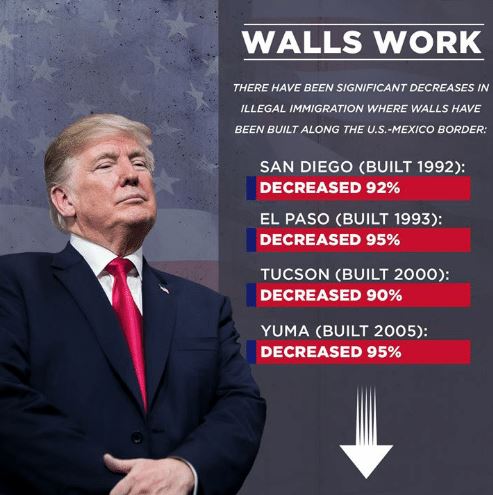 WALLS WORK
THERE HAVE BEEN SIGNIFICANT DECREASES IN
ILLEGAL IMMIGRATION WHERE WALLS HAVE
BEEN BUILT ALONG THE U.S.-MEXICO BORDER:
SAN DIEGO (BUILT 1992):
DECREASED 92%
EL PASO (BUILT 1993):
DECREASED 95%
TUCSON (BUILT 2000):
DECREASED 90%
YUMA (BUILT 2005):
DECREASED 95%